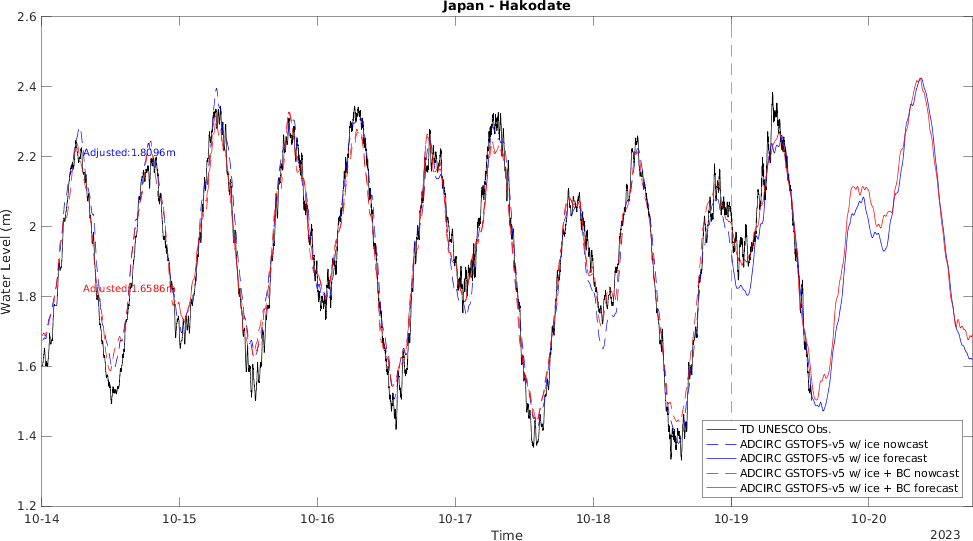 Japan - Hakodate
2.6
2.4
2.2
2
1.8
1.6
1.4
1.2
Water Level (m)
Adjusted:1.8096m
Adjusted:1.6586m
TD UNESCO Obs.
ADCIRC GSTOFS-v5 w/ ice nowcast
ADCIRC GSTOFS-v5 w/ ice forecast
ADCIRC GSTOFS-v5 w/ ice + BC nowcast
ADCIRC GSTOFS-v5 w/ ice + BC forecast
10-14 10-15 10-16 10-17 10-18 10-19 10-20
Time
2023